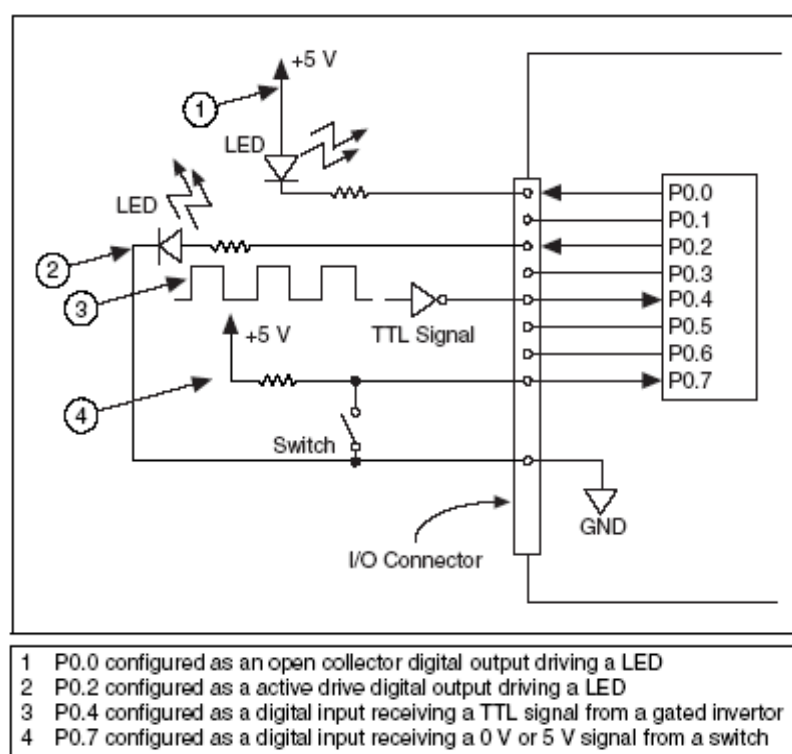 +5 V
1
LED
LED
P0.0
P0.1
2
P0.2
P0.3
3
P0.4
+5 V
TTL Signal
P0.5
P0.6
P0.7
4
Switch
GND
I/O Connector
1 P0.0 configured as an open collector digital output driving a LED
2 P0.2 configured as a active drive digital output driving a LED
3 P0.4 configured as a digital input receiving a TTL signal from a gated invertor
4 P0.7 configured as a digital input receiving a 0 V or 5 V signal from a switch